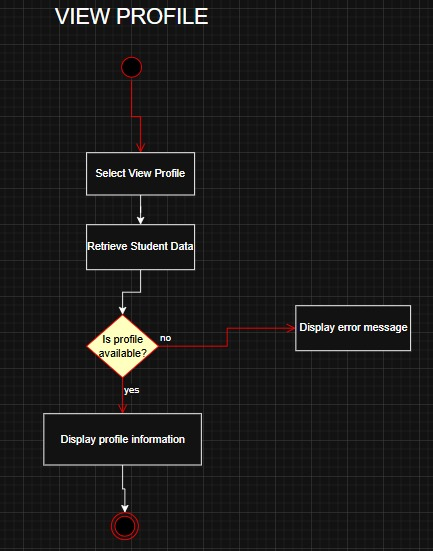 VIEW PROFILE
Select View Profile
Retrieve Student Data
Is profile
available?
no
Display error message
yes
Display profile information